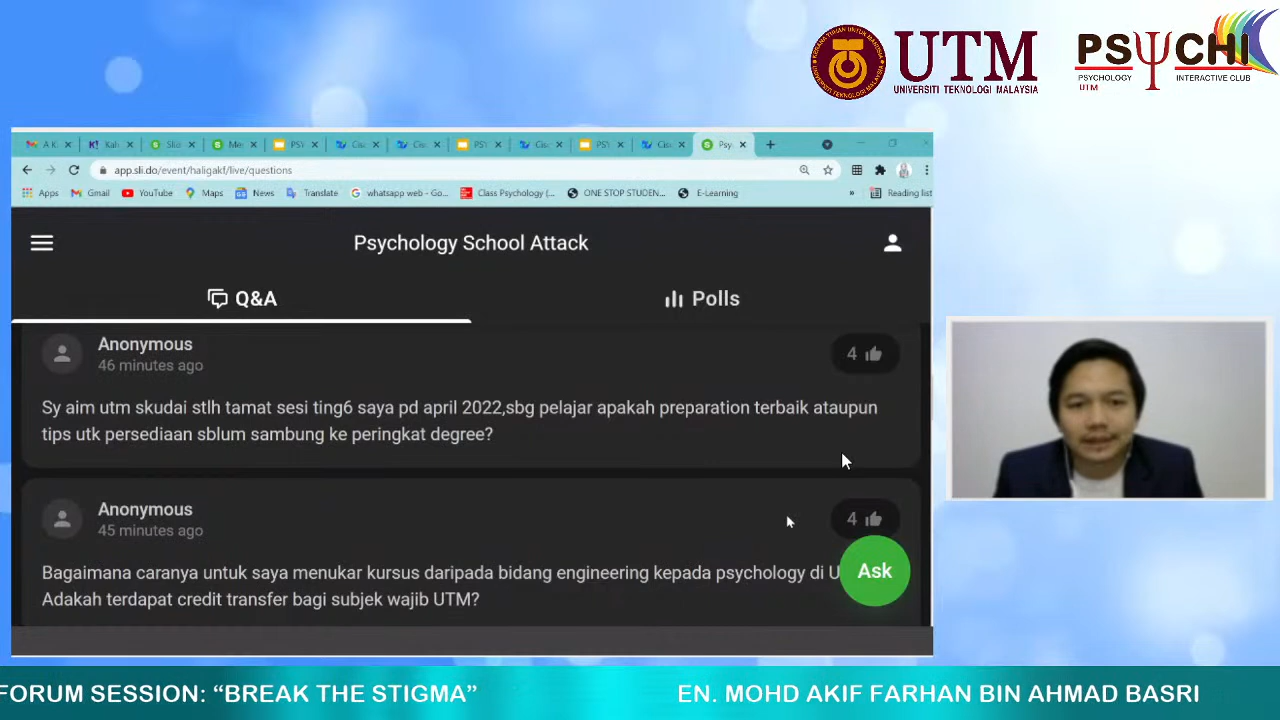 UTM
UNIVERSITI TEKNOLOGI MALAYSIA
PSYCHI
PSYCHOLOGY INTERACTIVE CLUB
UTM
app.sli.do/event/haligakf/live/questions
Apps Gmail YouTube Maps News Translate whatsapp web - Go... Class Psychology (... ONE STOP STUDEN... E-Learning » Reading list
Psychology School Attack
Q&A Polls
Anonymous 4
46 minutes ago
Sy aim utm skudai stlh tamat sesi ting6 saya pd april 2022,sbg pelajar apakah preparation terbaik ataupun
tips utk persediaan sblum sambung ke peringkat degree?
Anonymous 4
45 minutes ago
Bagaimana caranya untuk saya menukar kursus daripada bidang engineering kepada psychology di U
Adakah terdapat credit transfer bagi subjek wajib UTM?
Ask
FORUM SESSION: “BREAK THE STIGMA” EN. MOHD AKIF FARHAN BIN AHMAD BASRI